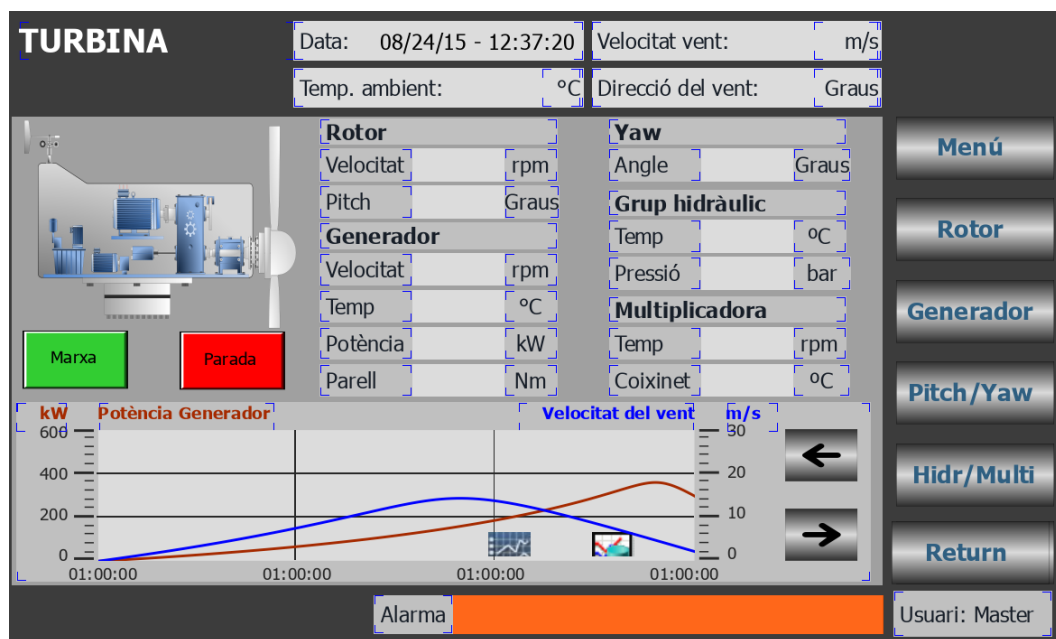 TURBINA
Data: 08/24/15 - 12:37:20
Velocitat vent: m/s
Temp. ambient: ºC
Direcció del vent: Graus
Rotor
Velocitat rpm
Pitch Graus
Generador
Velocitat rpm
Temp ºC
Potència kW
Parell Nm
Yaw
Angle Graus
Grup hidràulic
Temp ºC
Pressió bar
Multiplicadora
Temp rpm
Coixinet ºC
Marxa
Parada
Menú
Rotor
Generador
Pitch/Yaw
Hidr/Multi
Return
kW Potència Generador Velocitat del vent m/s
600 30
400 20
200 10
0 0
01:00:00 01:00:00 01:00:00 01:00:00
Alarma
Usuari: Master